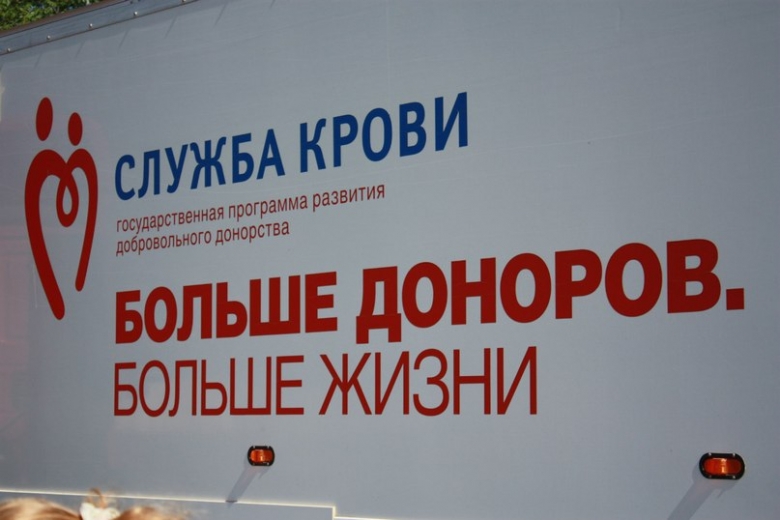 СЛУЖБА КРОВИ
государственная программа развития
добровольного донорства
БОЛЬШЕ ДОНОРОВ.
БОЛЬШЕ ЖИЗНИ